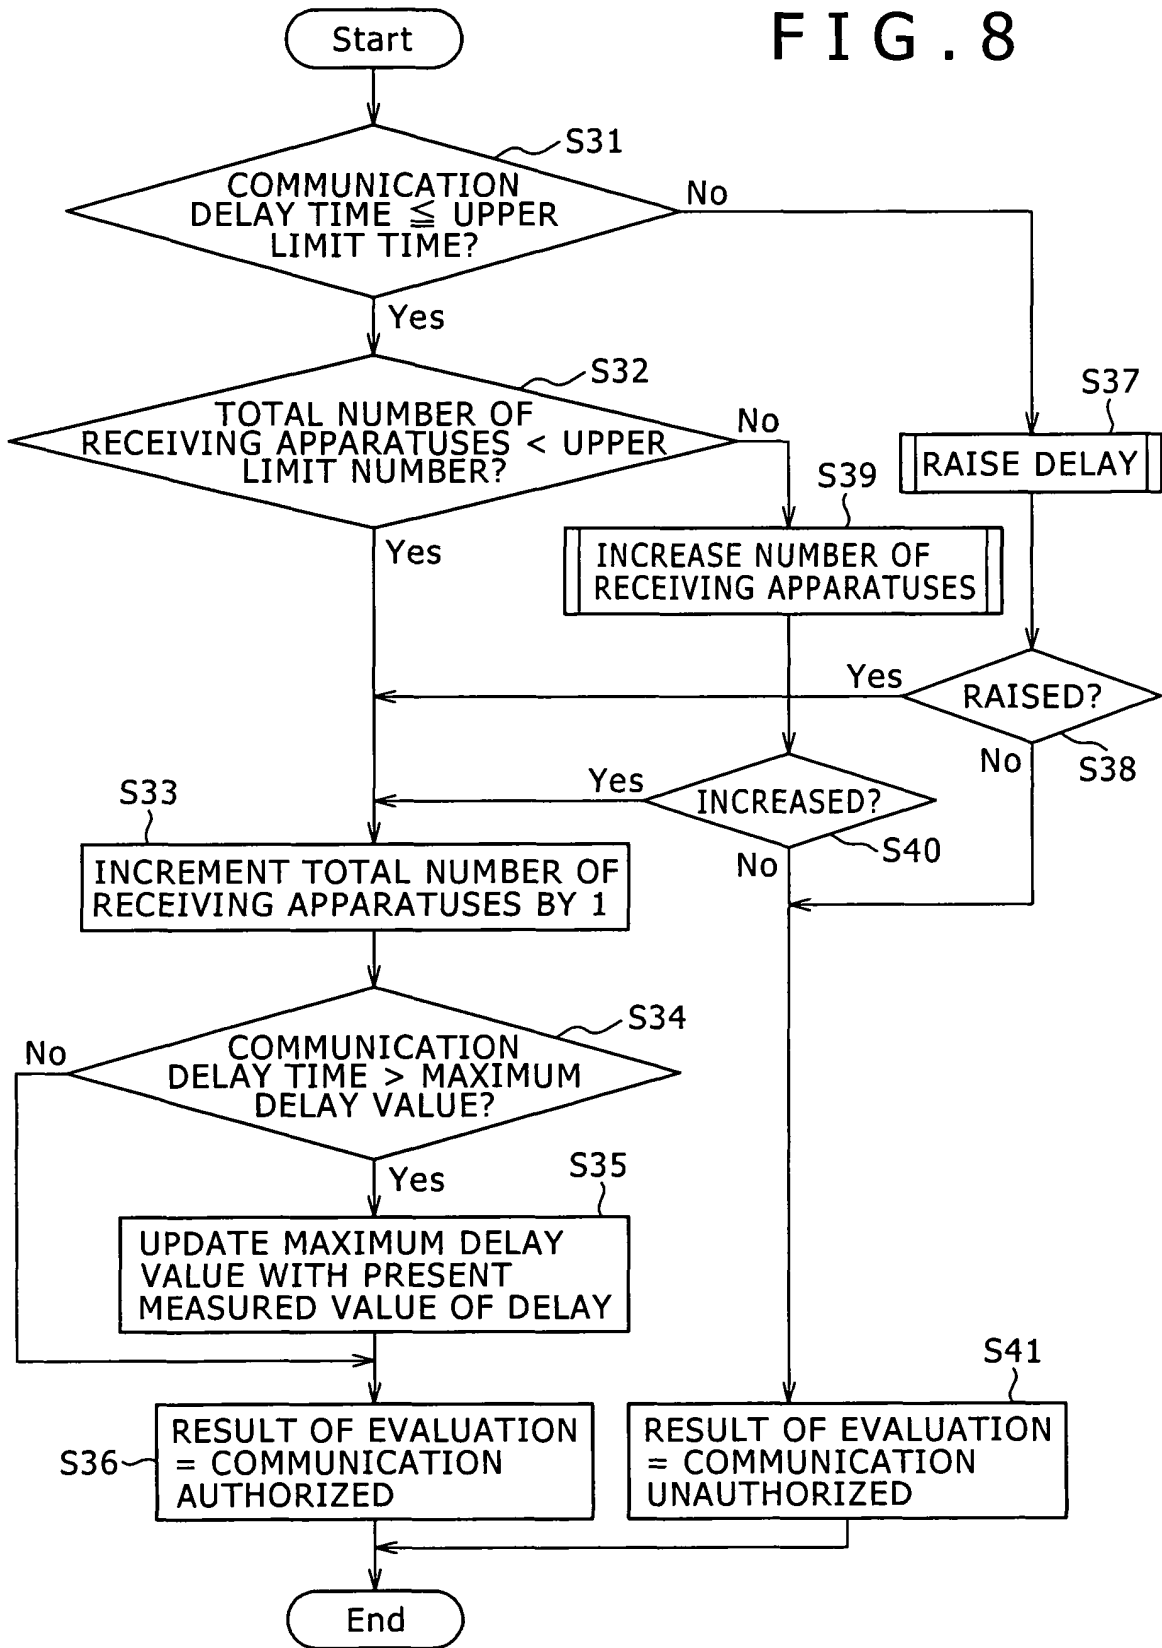 FIG.8
Start
S31
COMMUNICATION
DELAY TIME ≦ UPPER
LIMIT TIME?
No
Yes
S32
TOTAL NUMBER OF
RECEIVING APPARATUSES < UPPER
LIMIT NUMBER?
No
Yes
S37
RAISE DELAY
S39
INCREASE NUMBER OF
RECEIVING APPARATUSES
Yes
RAISED?
No
S38
Yes
INCREASED?
No
S40
S33
INCREMENT TOTAL NUMBER OF
RECEIVING APPARATUSES BY 1
S34
No
COMMUNICATION
DELAY TIME > MAXIMUM
DELAY VALUE?
Yes
S35
UPDATE MAXIMUM DELAY
VALUE WITH PRESENT
MEASURED VALUE OF DELAY
S36
RESULT OF EVALUATION
= COMMUNICATION
AUTHORIZED
S41
RESULT OF EVALUATION
= COMMUNICATION
UNAUTHORIZED
End